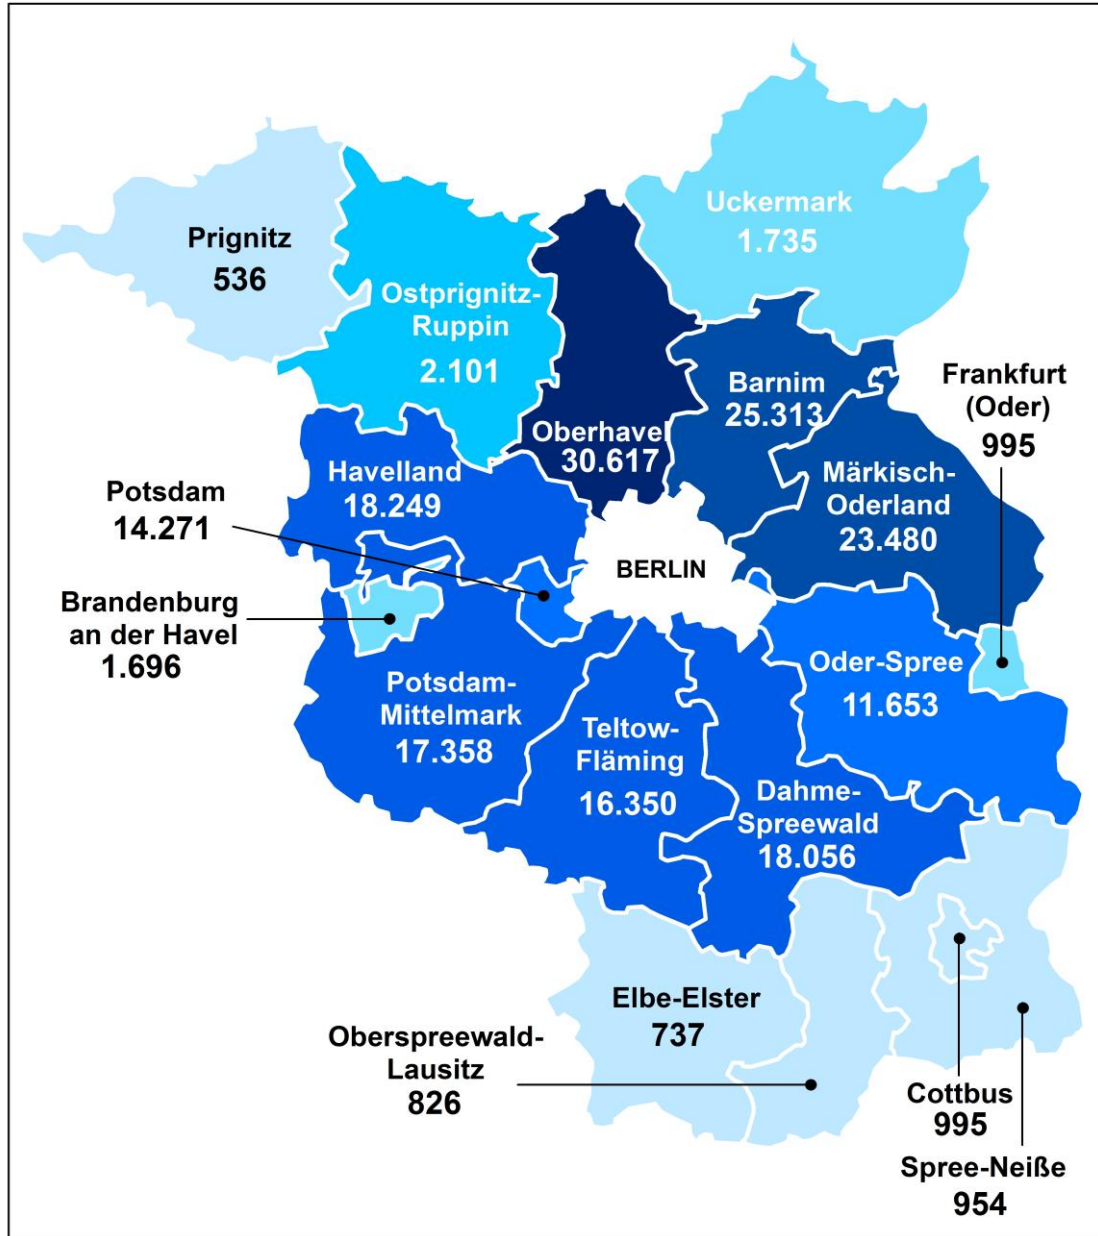 Uckermark
1.735
Prignitz
536
Ostprignitz-
Ruppin
2.101
Barnim
25.313
Frankfurt
(Oder)
995
Oberhavel
30.617
Havelland
18.249
Märkisch-
Oderland
23.480
Potsdam
14.271
BERLIN
Brandenburg
an der Havel
1.696
Oder-Spree
11.653
Potsdam-
Mittelmark
17.358
Teltow-
Fläming
16.350
Dahme-
Spreewald
18.056
Elbe-Elster
737
Oberspreewald-
Lausitz
826
Cottbus
995
Spree-Neiße
954